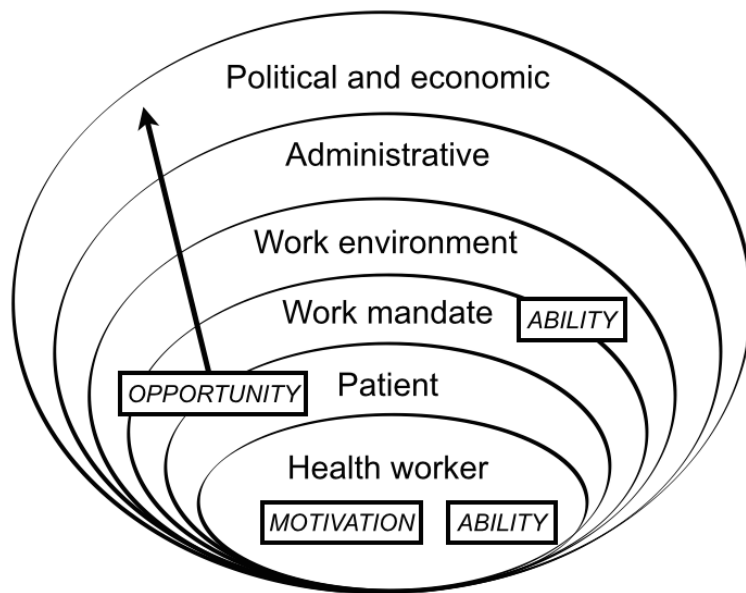 Political and economic
Administrative
Work environment
Work mandate
ABILITY
OPPORTUNITY
Patient
Health worker
MOTIVATION
ABILITY